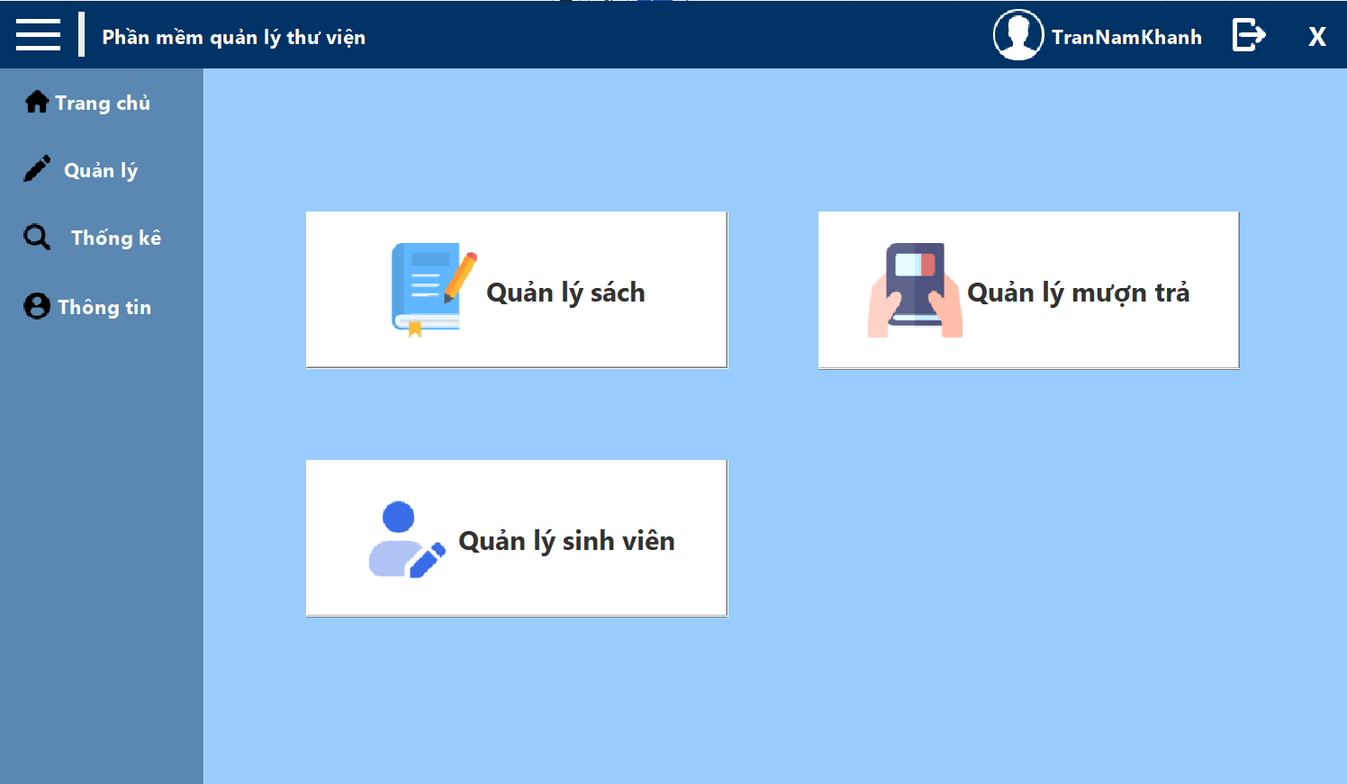 Phần mềm quản lý thư viện
TranNamKhanh
X
Trang chủ
Quản lý
Thống kê
Thông tin
Quản lý sách
Quản lý mượn trả
Quản lý sinh viên